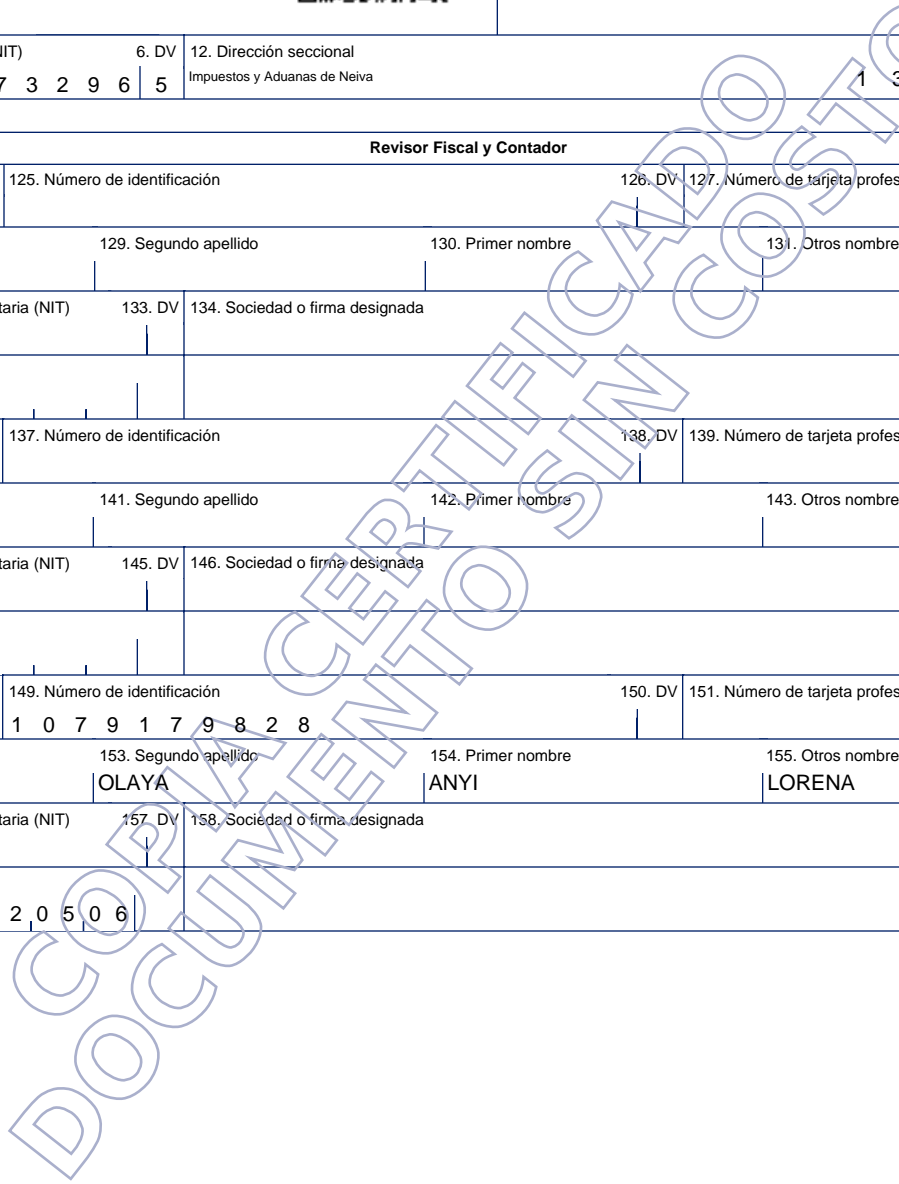 NIT) 6. DV 12. Dirección seccional
7 3 2 9 6 5 Impuestos y Aduanas de Neiva 1 3
Revisor Fiscal y Contador
125. Número de identificación 126. DV 127. Número de tarjeta profes
129. Segundo apellido 130. Primer nombre 131. Otros nombre
taria (NIT) 133. DV 134. Sociedad o firma designada
137. Número de identificación 138. DV 139. Número de tarjeta profes
141. Segundo apellido 142. Primer nombre 143. Otros nombre
taria (NIT) 145. DV 146. Sociedad o firma designada
149. Número de identificación 150. DV 151. Número de tarjeta profes
1 0 7 9 1 7 9 8 2 8
153. Segundo apellido 154. Primer nombre 155. Otros nombre
OLAYA ANYI LORENA
taria (NIT) 157. DV 158. Sociedad o firma designada
2 0 5 0 6
COPIA CERTIFICADO
DOCUMENTO SIN COSTO